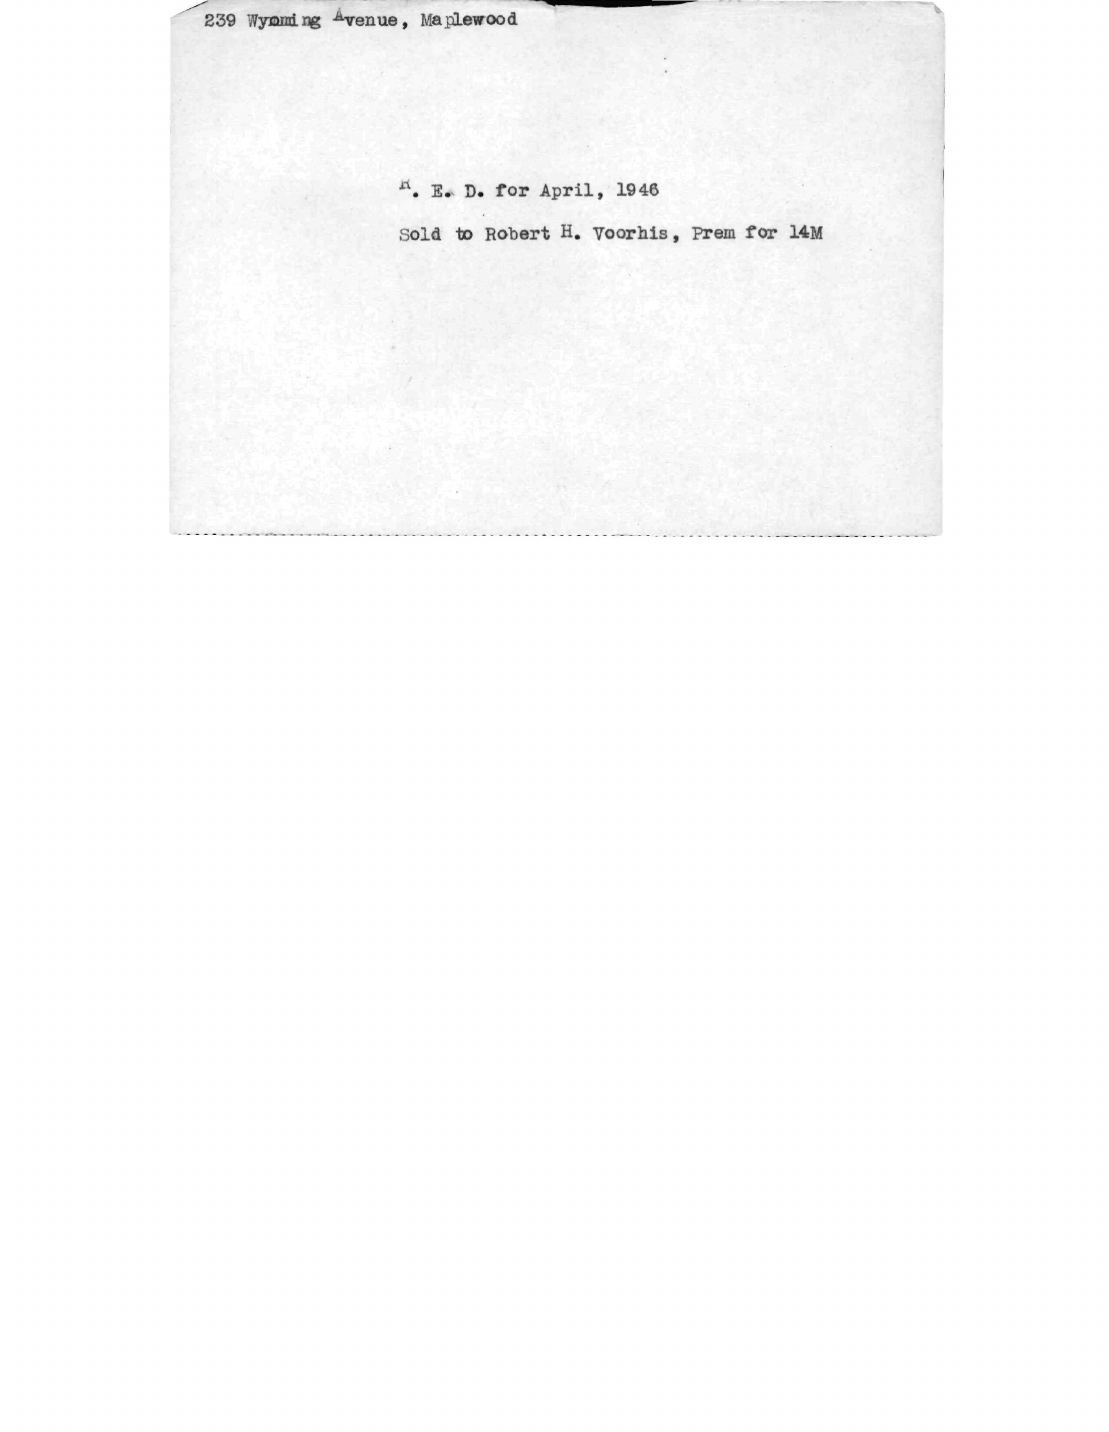 239 Wyoming Avenue, Maplewood
R. E. D. for April, 1946
Sold to Robert H. Voorhis, Prem for 14M